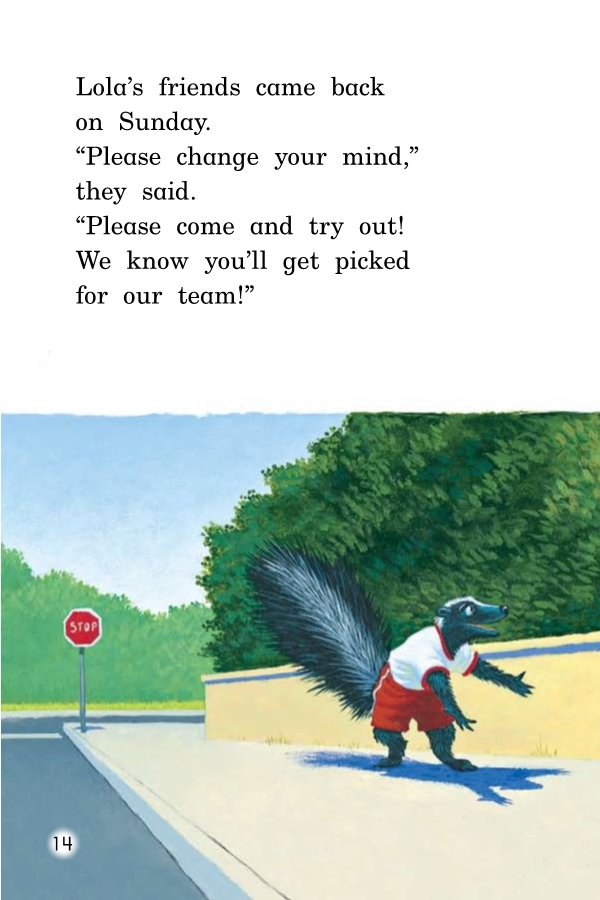 Lola’s friends came back
on Sunday.
“Please change your mind,”
they said.
“Please come and try out!
We know you’ll get picked
for our team!”
STOP
14